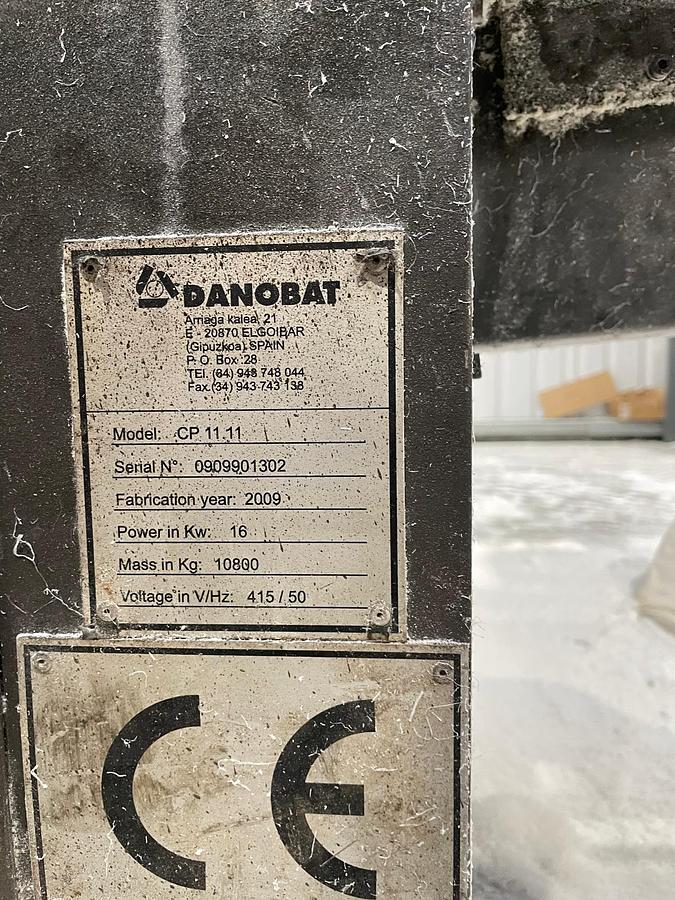 DANOBAT
Arnaga kalea, 21
E - 20870 ELGOIBAR
(Gipuzkoa) SPAIN
P. O. Box :28
TEl. (34) 943 748 044
Fax.(34) 943 743 138
Model: CP 11.11
Serial N°: 0909901302
Fabrication year: 2009
Power in Kw: 16
Mass in Kg: 10800
Voltage in V/Hz: 415 / 50
CE